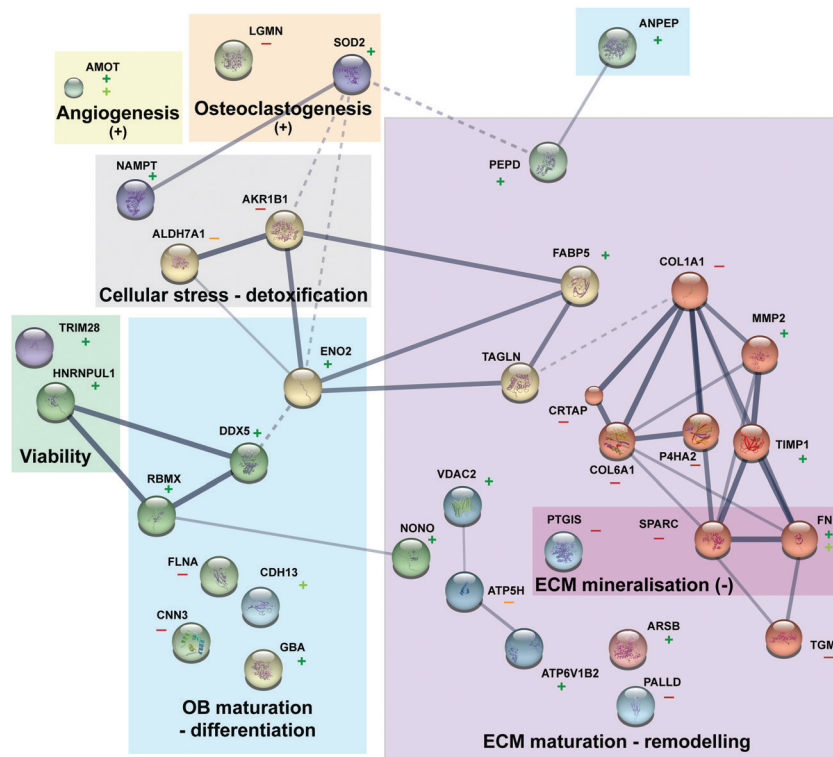 LGMN
−
SOD2
+
ANPEP
+
AMOT
+
+
Angiogenesis
(+)
Osteoclastogenesis
(+)
PEPD
+
NAMPT
+
AKR1B1
−
ALDH7A1
−
Cellular stress - detoxification
FABP5
+
COL1A1
−
MMP2
+
TRIM28
+
HNRNPUL1
+
Viability
ENO2
+
TAGLN
CRTAP
−
COL6A1
−
P4HA2
−
TIMP1
+
DDX5
+
RBMX
+
VDAC2
+
NONO
+
PTGIS
−
SPARC
−
FN
+
+
ECM mineralisation (-)
FLNA
−
CDH13
+
CNN3
−
GBA
+
OB maturation
- differentiation
ATP5H
−
ATP6V1B2
+
ARSB
+
PALLD
−
TGM
−
ECM maturation - remodelling